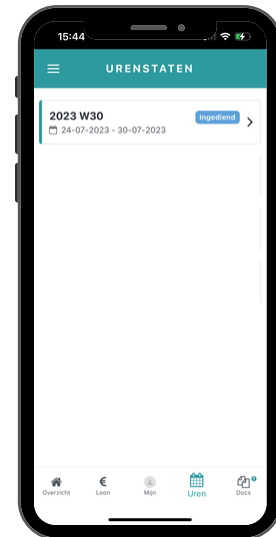 15:44
URENSTATEN
2023 W30
Ingediend
24-07-2023 - 30-07-2023
Overzicht
Loon
Mijn
Uren
Docs